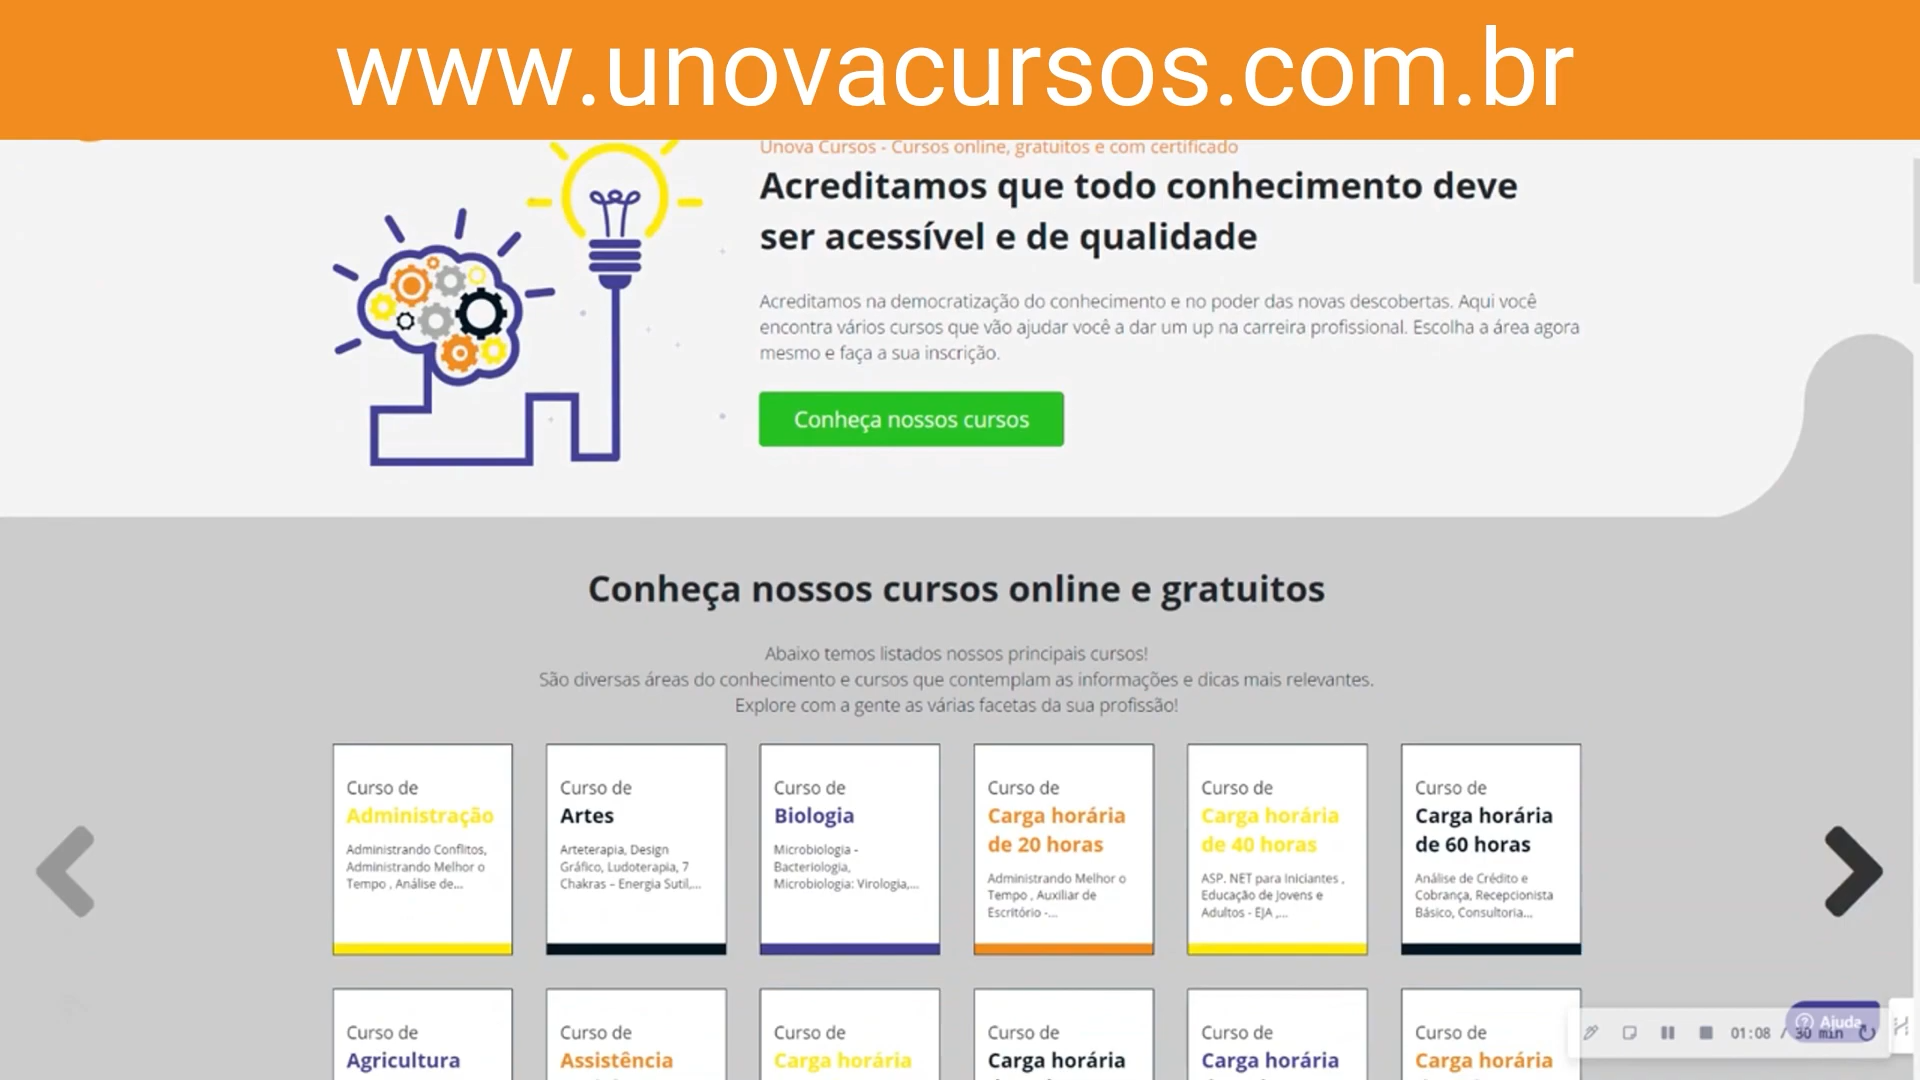 www.unovacursos.com.br
Unova Cursos - Cursos online, gratuitos e com certificado
Acreditamos que todo conhecimento deve
ser acessível e de qualidade
Acreditamos na democratização do conhecimento e no poder das novas descobertas. Aqui você
encontra vários cursos que vão ajudar você a dar um up na carreira profissional. Escolha a área agora
mesmo e faça a sua inscrição.
Conheça nossos cursos
Conheça nossos cursos online e gratuitos
Abaixo temos listados nossos principais cursos!
São diversas áreas do conhecimento e cursos que contemplam as informações e dicas mais relevantes.
Explore com a gente as várias facetas da sua profissão!
Curso de
Administração
Administrando Conflitos,
Administrando Melhor o
Tempo , Análise de...
Curso de
Artes
Arteterapia, Design
Gráfico, Ludoterapia, 7
Chakras – Energia Sutil,...
Curso de
Biologia
Microbiologia -
Bacteriologia,
Microbiologia: Virologia,...
Curso de
Carga horária
de 20 horas
Administrando Melhor o
Tempo , Auxiliar de
Escritório -...
Curso de
Carga horária
de 40 horas
ASP. NET para Iniciantes ,
Educação de Jovens e
Adultos - EJA ,...
Curso de
Carga horária
de 60 horas
Análise de Crédito e
Cobrança, Recepcionista
Básico, Consultoria...
Curso de
Agricultura
Curso de
Assistência
Curso de
Carga horária
Curso de
Carga horária
Curso de
Carga horária
Curso de
Carga horária
Ajuda
01:08 / 30 min